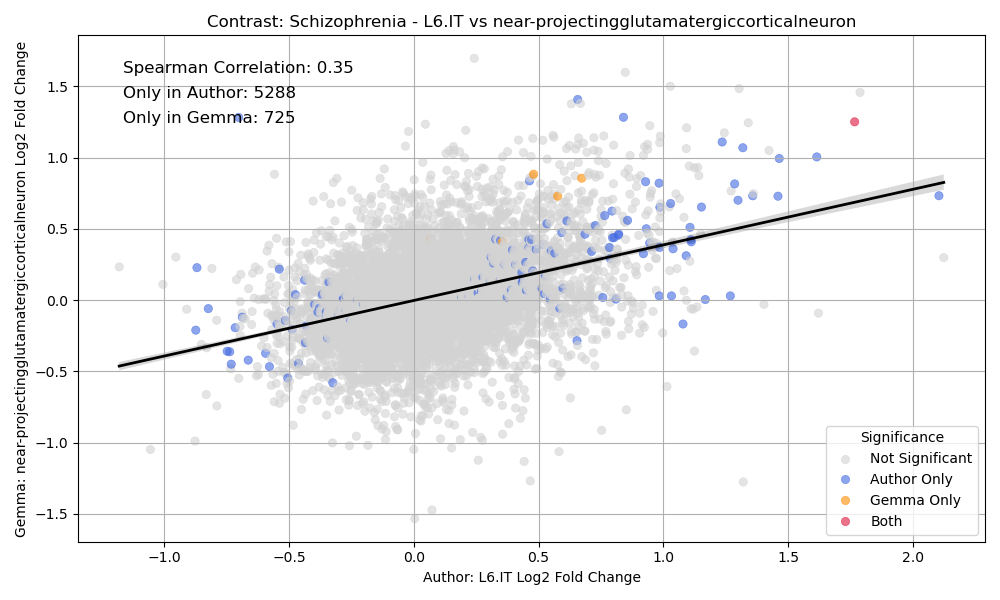 Contrast: Schizophrenia - L6.IT vs near-projectingglutamatergiccorticalneuron
Gemma: near-projectingglutamatergiccorticalneuron Log2 Fold Change
Spearman Correlation: 0.35
Only in Author: 5288
Only in Gemma: 725
1.5
1.0
0.5
0.0
−0.5
−1.0
−1.5
Significance
Not Significant
Author Only
Gemma Only
Both
−1.0 −0.5 0.0 0.5 1.0 1.5 2.0
Author: L6.IT Log2 Fold Change